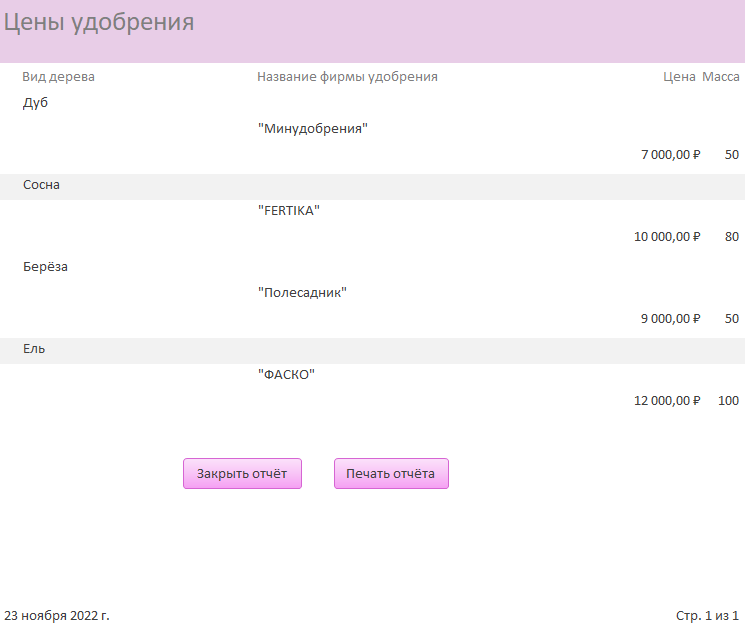 Цены удобрения
Вид дерева Название фирмы удобрения Цена Масса
Дуб
"Минудобрения"
7 000,00 ₽ 50
Сосна
"FERTIKA"
10 000,00 ₽ 80
Берёза
"Полесадник"
9 000,00 ₽ 50
Ель
"ФАСКО"
12 000,00 ₽ 100
Закрыть отчёт Печать отчёта
23 ноября 2022 г. Стр. 1 из 1